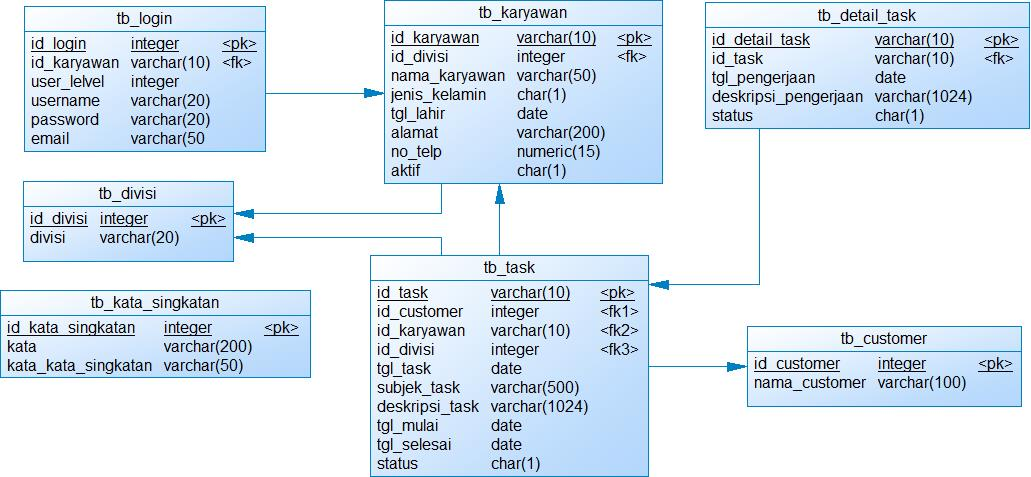 tb_login
id_login integer <pk>
id_karyawan varchar(10) <fk>
user_lelvel integer
username varchar(20)
password varchar(20)
email varchar(50
tb_karyawan
id_karyawan varchar(10) <pk>
id_divisi integer <fk>
nama_karyawan varchar(50)
jenis_kelamin char(1)
tgl_lahir date
alamat varchar(200)
no_telp numeric(15)
aktif char(1)
tb_detail_task
id_detail_task varchar(10) <pk>
id_task varchar(10) <fk>
tgl_pengerjaan date
deskripsi_pengerjaan varchar(1024)
status char(1)
tb_divisi
id_divisi integer <pk>
divisi varchar(20)
tb_kata_singkatan
id_kata_singkatan integer <pk>
kata varchar(200)
kata_kata_singkatan varchar(50)
tb_task
id_task varchar(10) <pk>
id_customer integer <fk1>
id_karyawan varchar(10) <fk2>
id_divisi integer <fk3>
tgl_task date
subjek_task varchar(500)
deskripsi_task varchar(1024)
tgl_mulai date
tgl_selesai date
status char(1)
tb_customer
id_customer integer <pk>
nama_customer varchar(100)